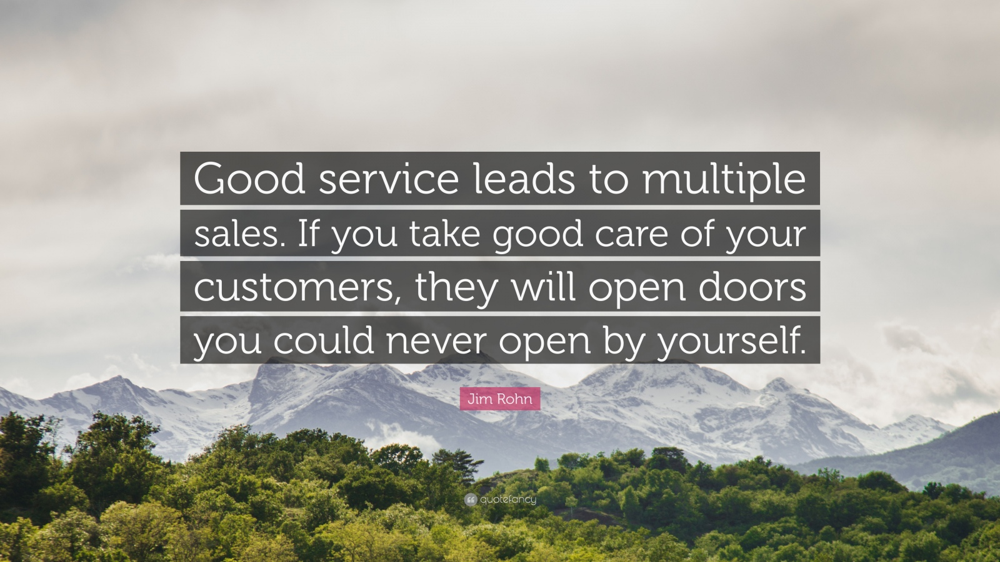 Good service leads to multiple
sales. If you take good care of your
customers, they will open doors
you could never open by yourself.
Jim Rohn
quotefancy